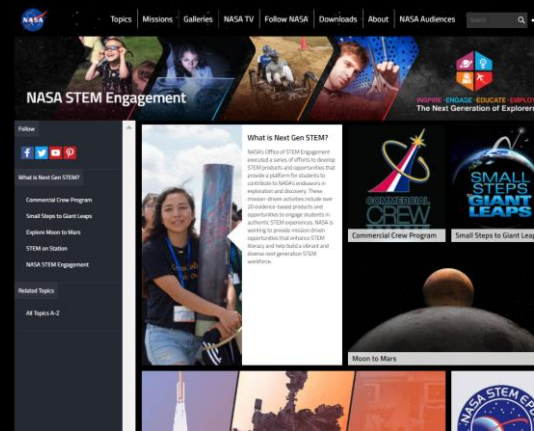 NASA
Topics Missions Galleries NASA TV Follow NASA Downloads About NASA Audiences Search
NASA STEM Engagement
INSPIRE ENGAGE EDUCATE EMPLOY
The Next Generation of Explorers
Follow
What is Next Gen STEM?
Commercial Crew Program
Small Steps to Giant Leaps
Explore Moon to Mars
STEM on Station
NASA STEM Engagement
Related Topics
All Topics A-Z
What is Next Gen STEM?
NASA's Office of STEM Engagement
executed a series of efforts to develop
STEM products and opportunities that
provide a platform for students to
contribute to NASA's endeavors in
exploration and discovery. These
mission-driven activities include over
20 evidence-based products and
opportunities to engage students in
authentic STEM experiences. NASA is
working to provide mission driven
opportunities that enhance STEM
literacy and help build a vibrant and
diverse next generation STEM
workforce.
COMMERCIAL
CREW
PROGRAM
Commercial Crew Program
SMALL
STEPS
GIANT
LEAPS
Small Steps to Giant Leap
Moon to Mars
NASA STEM EP